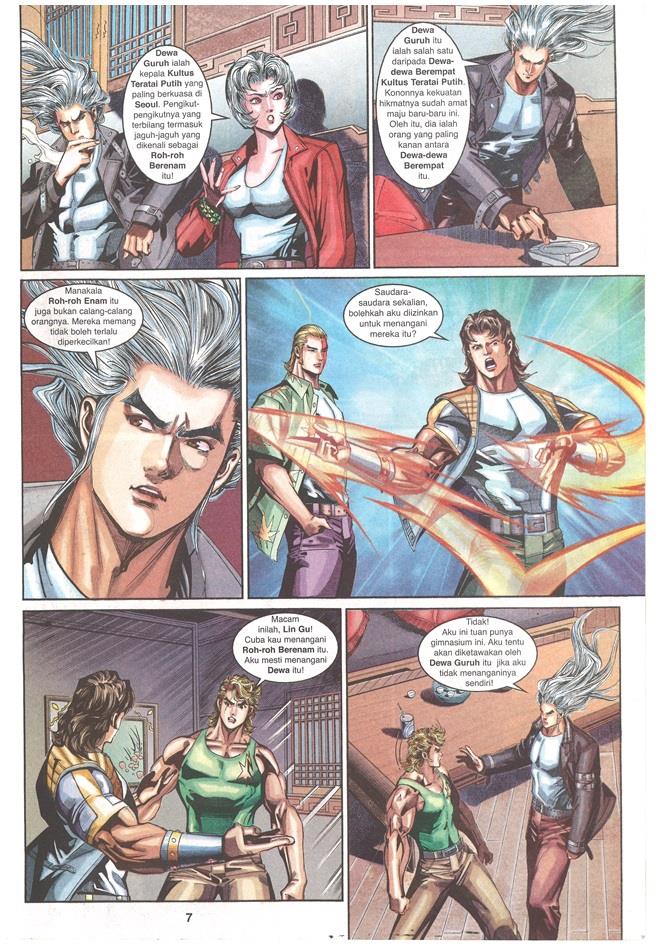 Dewa
Guruh ialah
kepala Kultus
Teratai Putih yang
paling berkuasa di
Seoul. Pengikut-
pengikutnya yang
terbilang termasuk
jaguh-jaguh yang
dikenali sebagai
Roh-roh
Berenam
itu!
Dewa
Guruh itu
ialah salah satu
daripada Dewa-
dewa Berempat
Kultus Teratai Putih.
Kononnya kekuatan
hikmatnya sudah amat
maju baru-baru ini.
Oleh itu, dia ialah
orang yang paling
kanan antara
Dewa-dewa
Berempat
itu.
Manakala
Roh-roh Enam itu
juga bukan calang-calang
orangnya. Mereka memang
tidak boleh terlalu
diperkecilkan!
Saudara-
saudara sekalian,
bolehkah aku diizinkan
untuk menangani
mereka itu?
Macam
inilah, Lin Gu!
Cuba kau menangani
Roh-roh Berenam itu.
Aku mesti menangani
Dewa itu!
Tidak!
Aku ini tuan punya
gimnasium ini. Aku tentu
akan diketawakan oleh
Dewa Guruh itu jika aku
tidak menanganinya
sendiri!
7